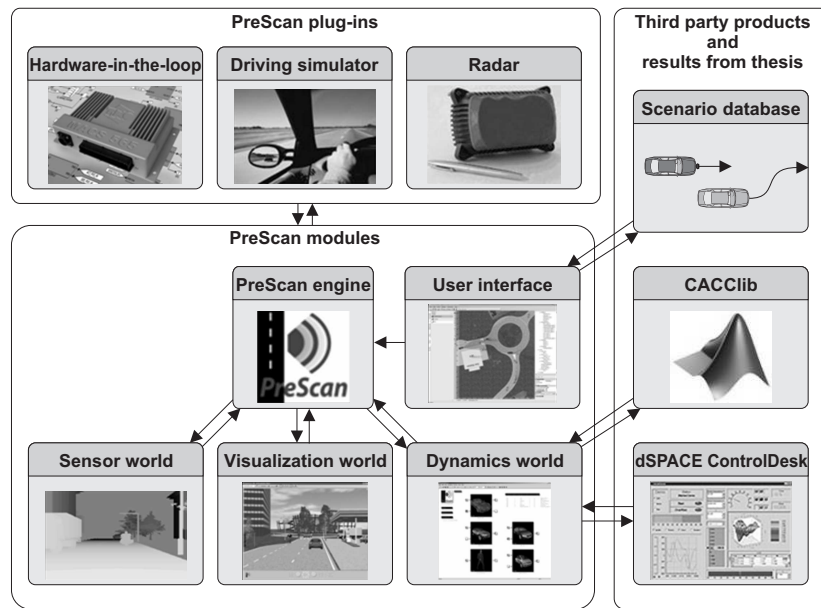 PreScan plug-ins
Hardware-in-the-loop
Driving simulator
Radar
Third party products
and
results from thesis
Scenario database
PreScan modules
PreScan engine
PreScan
User interface
CACClib
Sensor world
Visualization world
Dynamics world
dSPACE ControlDesk